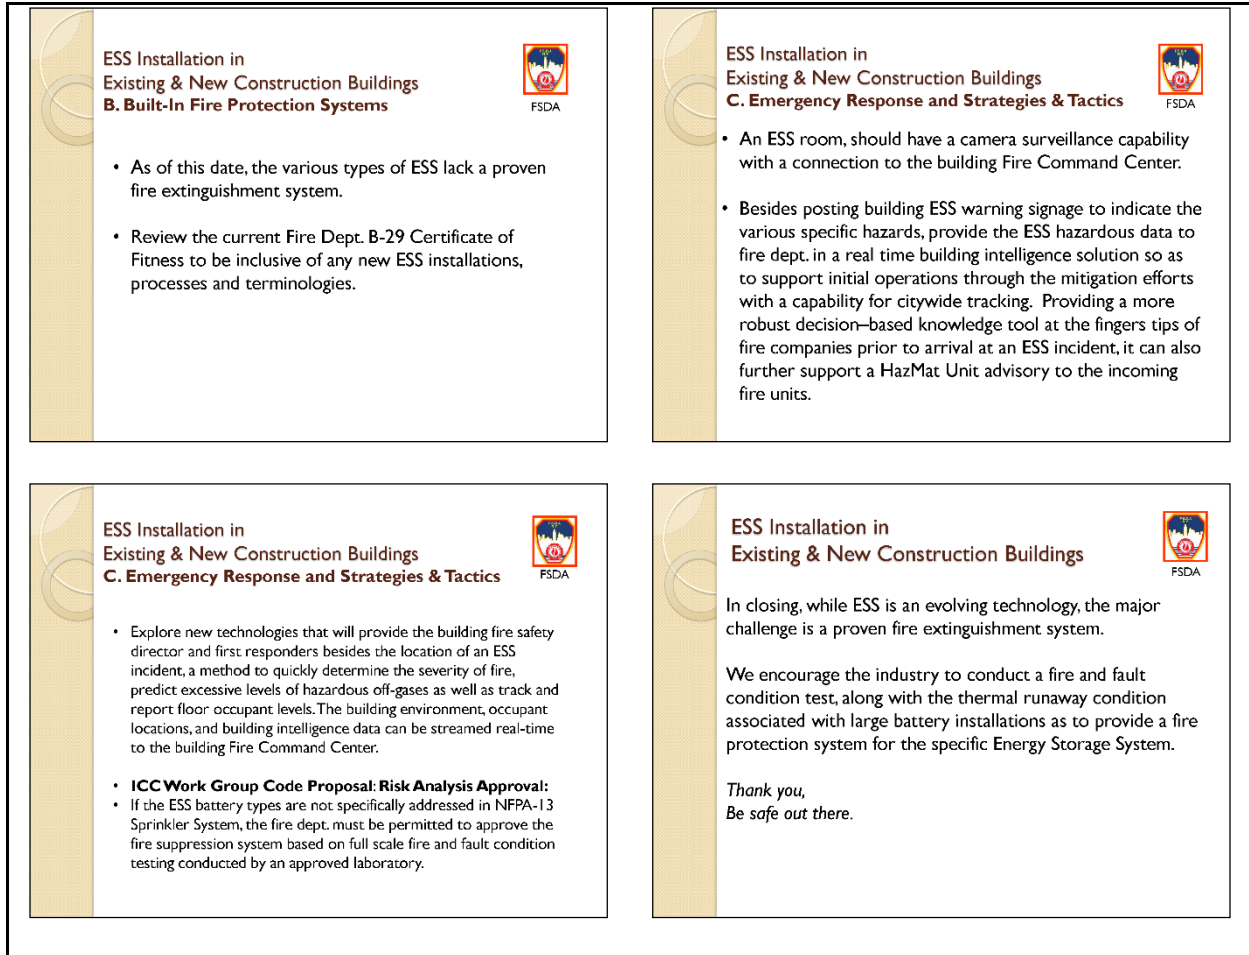 ESS Installation in
Existing & New Construction Buildings
B. Built-In Fire Protection Systems
FSDA
• As of this date, the various types of ESS lack a proven
fire extinguishment system.
• Review the current Fire Dept. B-29 Certificate of
Fitness to be inclusive of any new ESS installations,
processes and terminologies.
ESS Installation in
Existing & New Construction Buildings
C. Emergency Response and Strategies & Tactics
FSDA
• An ESS room, should have a camera surveillance capability
with a connection to the building Fire Command Center.
• Besides posting building ESS warning signage to indicate the
various specific hazards, provide the ESS hazardous data to
fire dept. in a real time building intelligence solution so as
to support initial operations through the mitigation efforts
with a capability for citywide tracking. Providing a more
robust decision–based knowledge tool at the fingers tips of
fire companies prior to arrival at an ESS incident, it can also
further support a HazMat Unit advisory to the incoming
fire units.
ESS Installation in
Existing & New Construction Buildings
C. Emergency Response and Strategies & Tactics
FSDA
• Explore new technologies that will provide the building fire safety
director and first responders besides the location of an ESS
incident, a method to quickly determine the severity of fire,
predict excessive levels of hazardous off-gases as well as track and
report floor occupant levels. The building environment, occupant
locations, and building intelligence data can be streamed real-time
to the building Fire Command Center.
• ICC Work Group Code Proposal: Risk Analysis Approval:
• If the ESS battery types are not specifically addressed in NFPA-13
Sprinkler System, the fire dept. must be permitted to approve the
fire suppression system based on full scale fire and fault condition
testing conducted by an approved laboratory.
ESS Installation in
Existing & New Construction Buildings
FSDA
In closing, while ESS is an evolving technology, the major
challenge is a proven fire extinguishment system.
We encourage the industry to conduct a fire and fault
condition test, along with the thermal runaway condition
associated with large battery installations as to provide a fire
protection system for the specific Energy Storage System.
Thank you,
Be safe out there.